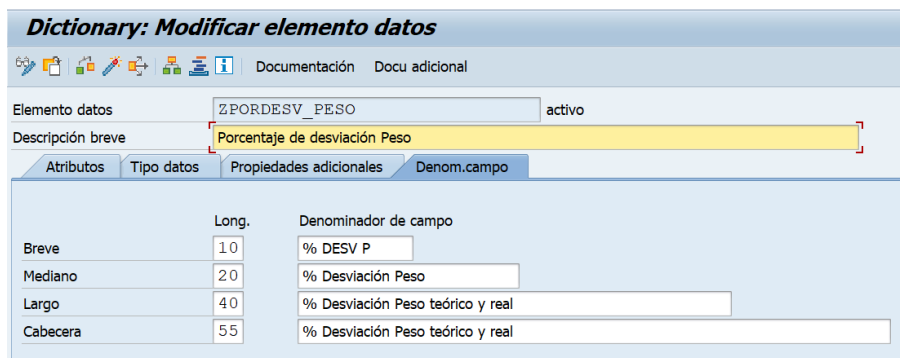 Dictionary: Modificar elemento datos
Documentación Docu adicional
Elemento datos ZPORDESV_PESO activo
Descripción breve Porcentaje de desviación Peso
Atributos Tipo datos Propiedades adicionales Denom.campo
Long. Denominador de campo
Breve 10 % DESV P
Mediano 20 % Desviación Peso
Largo 40 % Desviación Peso teórico y real
Cabecera 55 % Desviación Peso teórico y real